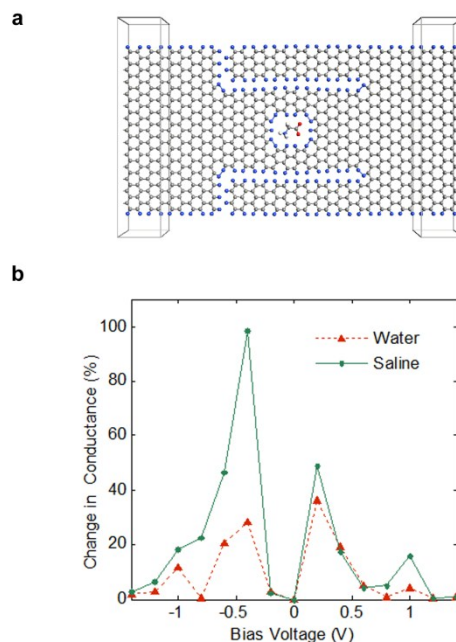 a
b
Change in Conductance (%)
100
80
60
40
20
0
Water
Saline
-1
-0.5
0
0.5
1
Bias Voltage (V)